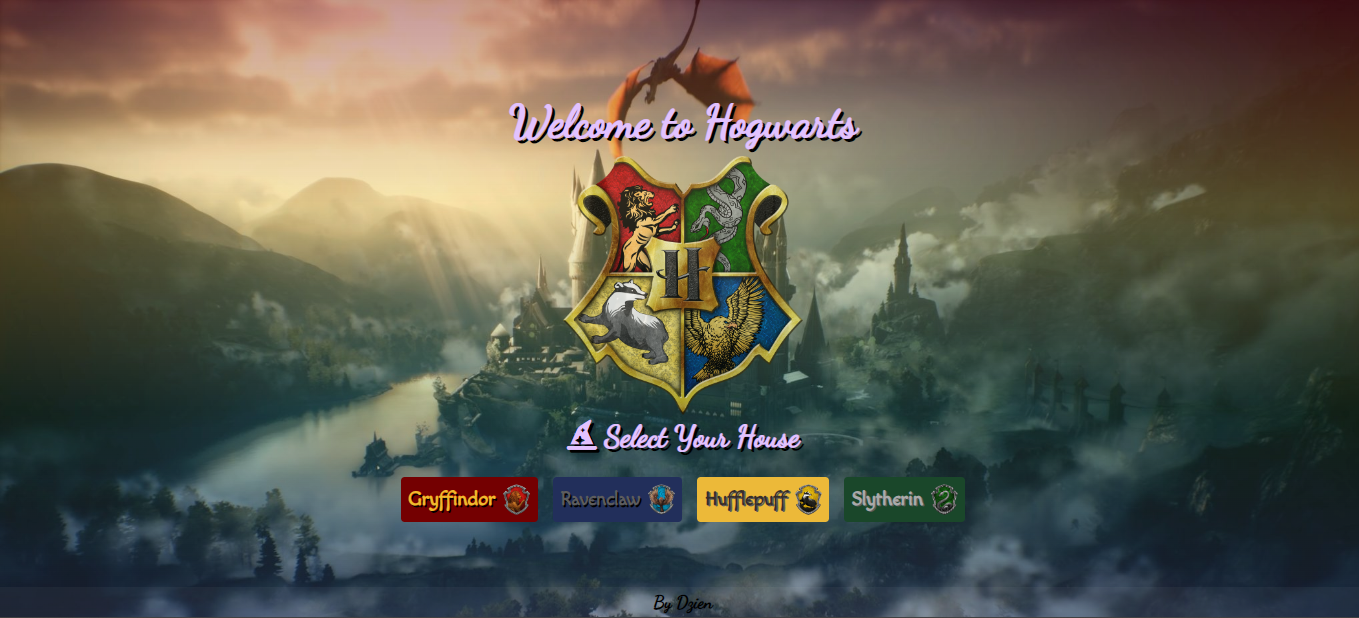 Welcome to Hogwarts
H
Select Your House
Gryffindor Ravenclaw Hufflepuff Slytherin
By Dzien